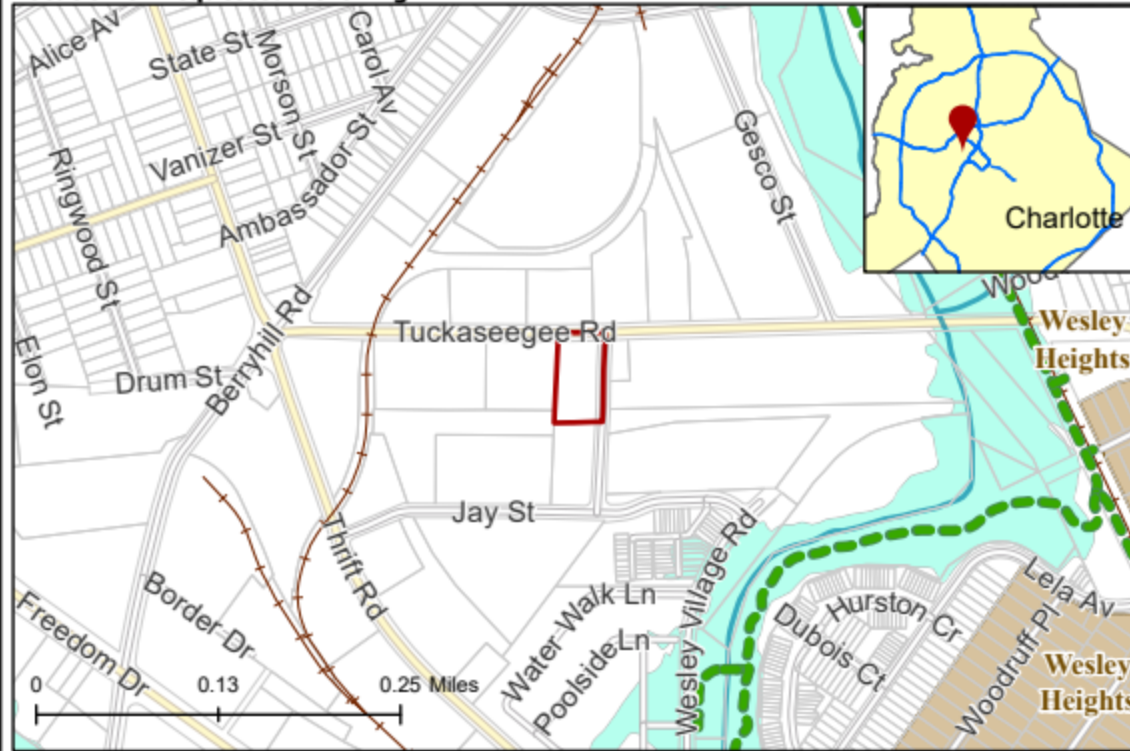 Alice Av
State St
Morson St
Carol Av
Vanizer St
Ambassador St
Ringwood St
Gesco St
Charlotte
Berryhill Rd
Tuckaseegee Rd
Wesley
Heights
Elon St
Drum St
Jay St
Thrift Rd
Wesley Village Rd
Water Walk Ln
Poolside Ln
Hurston Cr
Dubois Ct
Lela Av
Woodruff Pl
Border Dr
Freedom Dr
Wesley
Heights
0 0.13 0.25 Miles